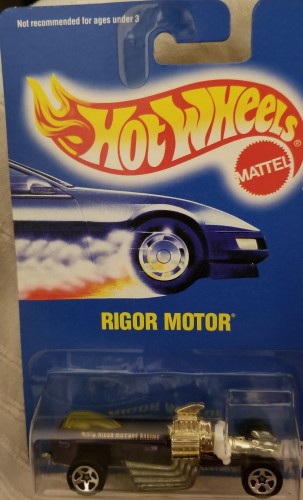 Not recommended for ages under 3
HOT WHEELS®
MATTEL
RIGOR MOTOR®